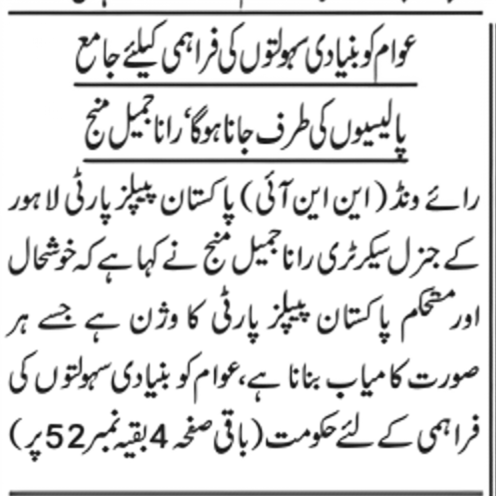 عوام کو بنیادی سہولتوں کی فراہمی کیلئے جامع
پالیسیوں کی طرف جانا ہوگا، رانا جمیل منج
رائے ونڈ (این این آئی) پاکستان پیپلز پارٹی لاہور
کے جنرل سیکرٹری رانا جمیل منج نے کہا ہے کہ خوشحال
اور مستحکم پاکستان پیپلز پارٹی کا وژن ہے جسے ہر
صورت کامیاب بنانا ہے، عوام کو بنیادی سہولتوں کی
فراہمی کے لئے حکومت (باقی صفحہ 4 بقیہ نمبر 52 پر)